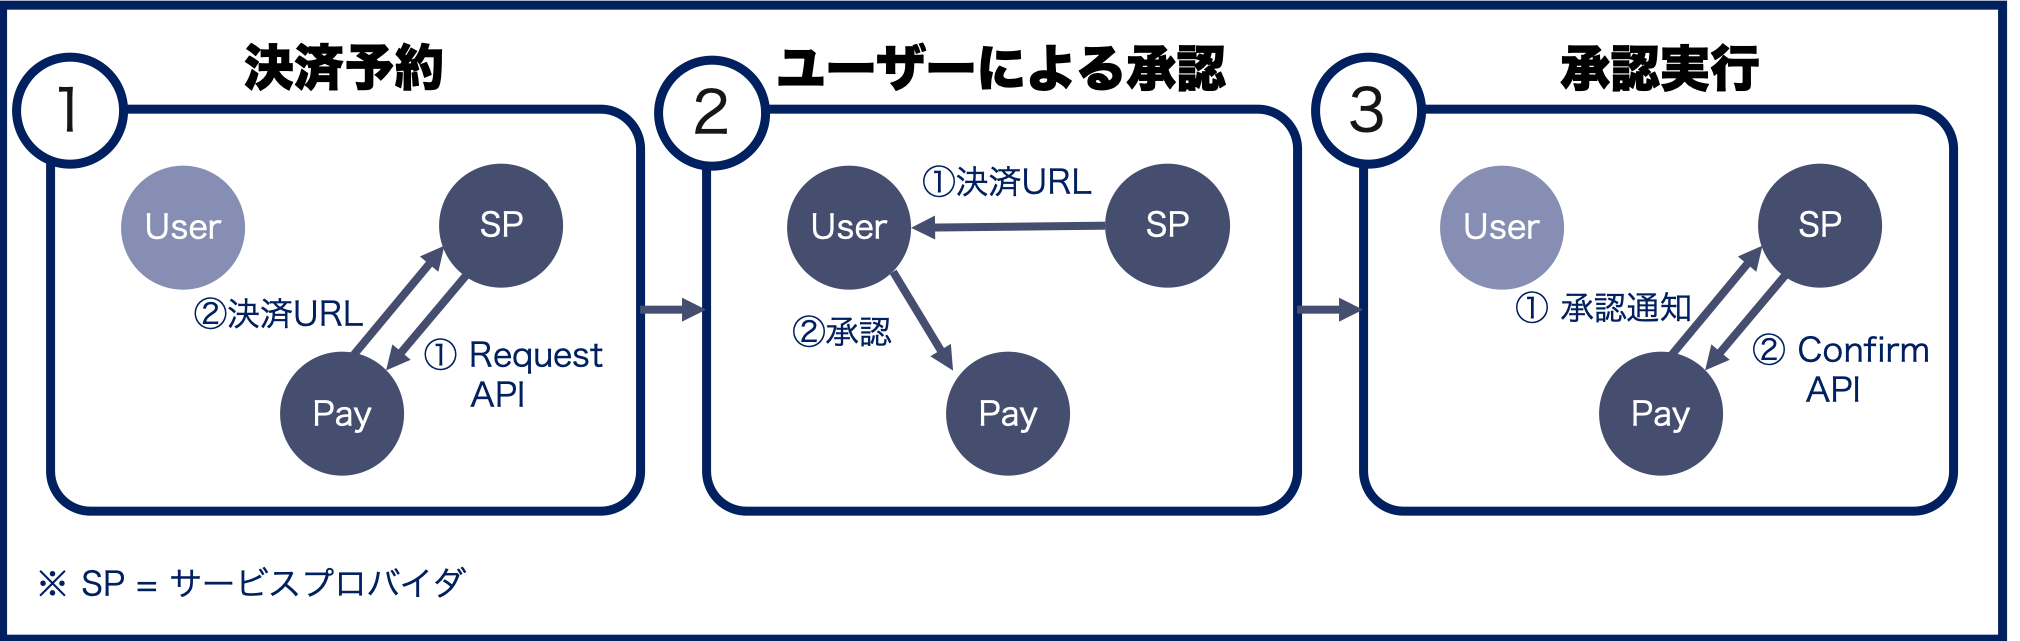 1
決済予約
User
SP
②決済URL
① Request
API
Pay
2
ユーザーによる承認
①決済URL
User
SP
②承認
Pay
3
承認実行
User
SP
① 承認通知
② Confirm
API
Pay
※ SP = サービスプロバイダ